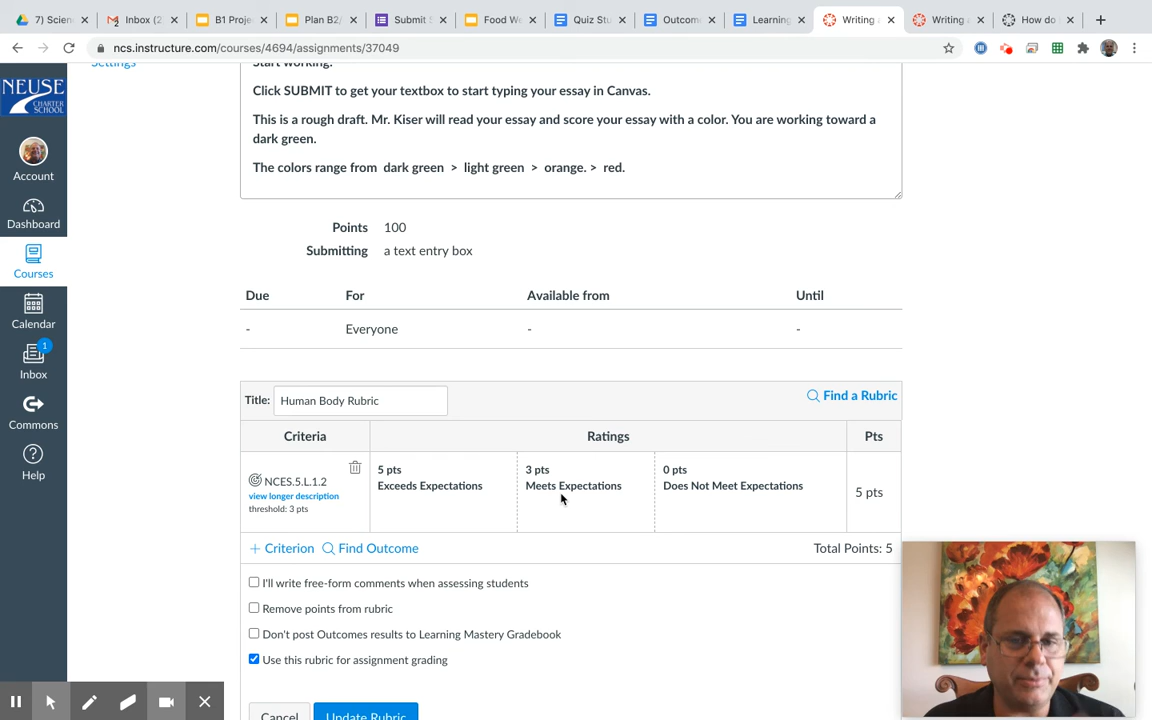 7) Scien
Inbox (2
B1 Proje
Plan B2/
Submit
Food We
Quiz Stu
Outcom
Learning
Writing
Writing
How do
ncs.instructure.com/courses/4694/assignments/37049
Settings
Start working!
Click SUBMIT to get your textbox to start typing your essay in Canvas.
This is a rough draft. Mr. Kiser will read your essay and score your essay with a color. You are working toward a
dark green.
The colors range from dark green > light green > orange. > red.
NEUSE
CHARTER
SCHOOL
Account
Dashboard
Courses
Calendar
1
Inbox
Commons
Help
Points 100
Submitting a text entry box
Due For Available from Until
- Everyone - -
Title: Human Body Rubric Find a Rubric
Criteria Ratings Pts
NCES.5.L.1.2
view longer description
threshold: 3 pts
5 pts
Exceeds Expectations
3 pts
Meets Expectations
0 pts
Does Not Meet Expectations
5 pts
+ Criterion Find Outcome Total Points: 5
I'll write free-form comments when assessing students
Remove points from rubric
Don't post Outcomes results to Learning Mastery Gradebook
Use this rubric for assignment grading
Cancel Update Rubric